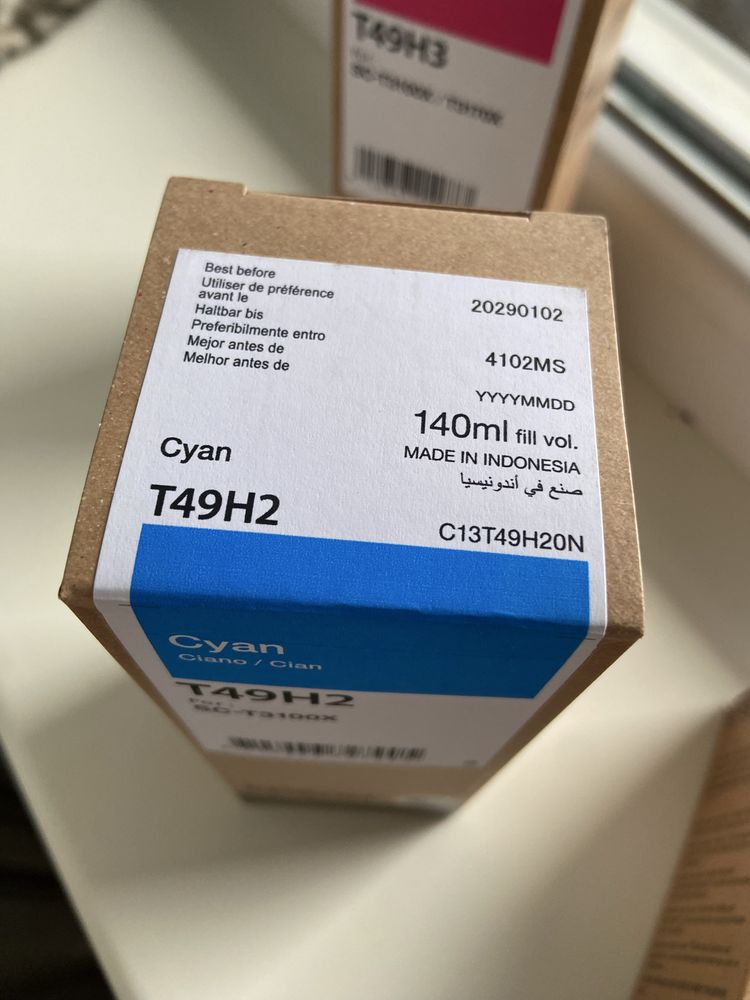 T49H3
Best before
Utiliser de préférence
avant le
Haltbar bis
Preferibilmente entro
Mejor antes de
Melhor antes de
20290102
4102MS
YYYYMMDD
140ml fill vol.
MADE IN INDONESIA
صنع في أندونيسيا
Cyan
T49H2
C13T49H20N
Cyan
Ciano / Cian
T49H2
For:
SC-T3100X